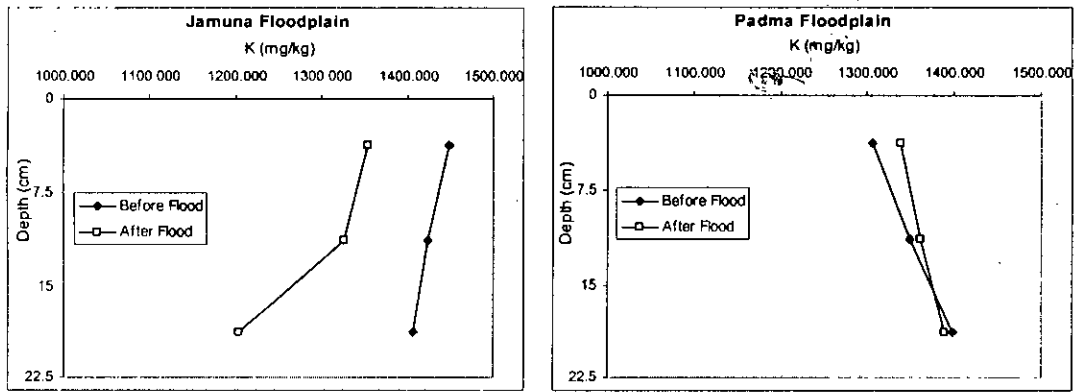 Jamuna Floodplain
K (mg/kg)
1000.000 1100.000 1200.000 1300.000 1400.000 1500.000
0
7.5
15
22.5
Depth (cm)
Before Flood
After Flood
Padma Floodplain
K (mg/kg)
1000.000 1100.000 1200.000 1300.000 1400.000 1500.000
0
7.5
15
22.5
Depth (cm)
Before Flood
After Flood